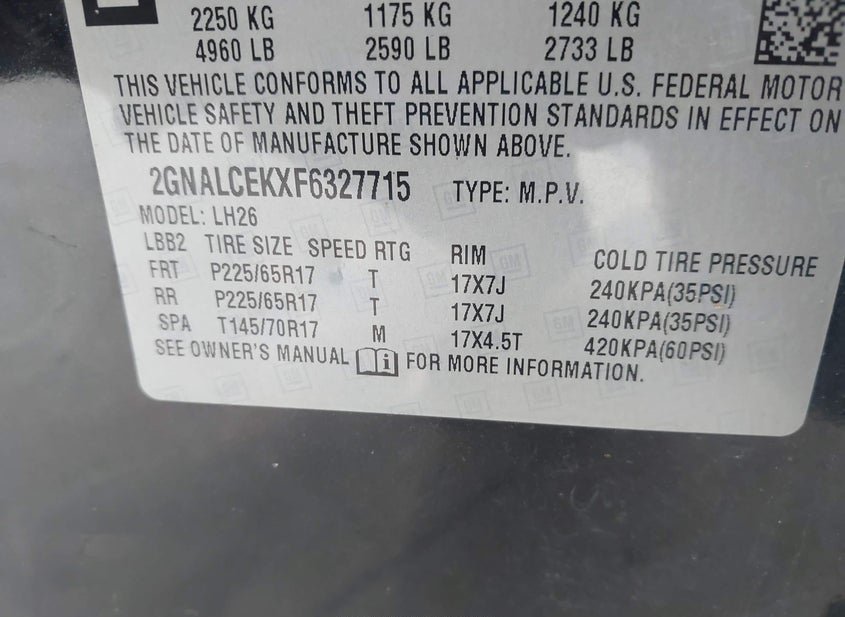 2250 KG 1175 KG 1240 KG
4960 LB 2590 LB 2733 LB
THIS VEHICLE CONFORMS TO ALL APPLICABLE U.S. FEDERAL MOTOR
VEHICLE SAFETY AND THEFT PREVENTION STANDARDS IN EFFECT ON
THE DATE OF MANUFACTURE SHOWN ABOVE.
2GNALCEKXF6327715 TYPE: M.P.V.
MODEL: LH26
LBB2 TIRE SIZE SPEED RTG RIM COLD TIRE PRESSURE
FRT P225/65R17 T 17X7J 240KPA(35PSI)
RR P225/65R17 T 17X7J 240KPA(35PSI)
SPA T145/70R17 M 17X4.5T 420KPA(60PSI)
SEE OWNER'S MANUAL FOR MORE INFORMATION.